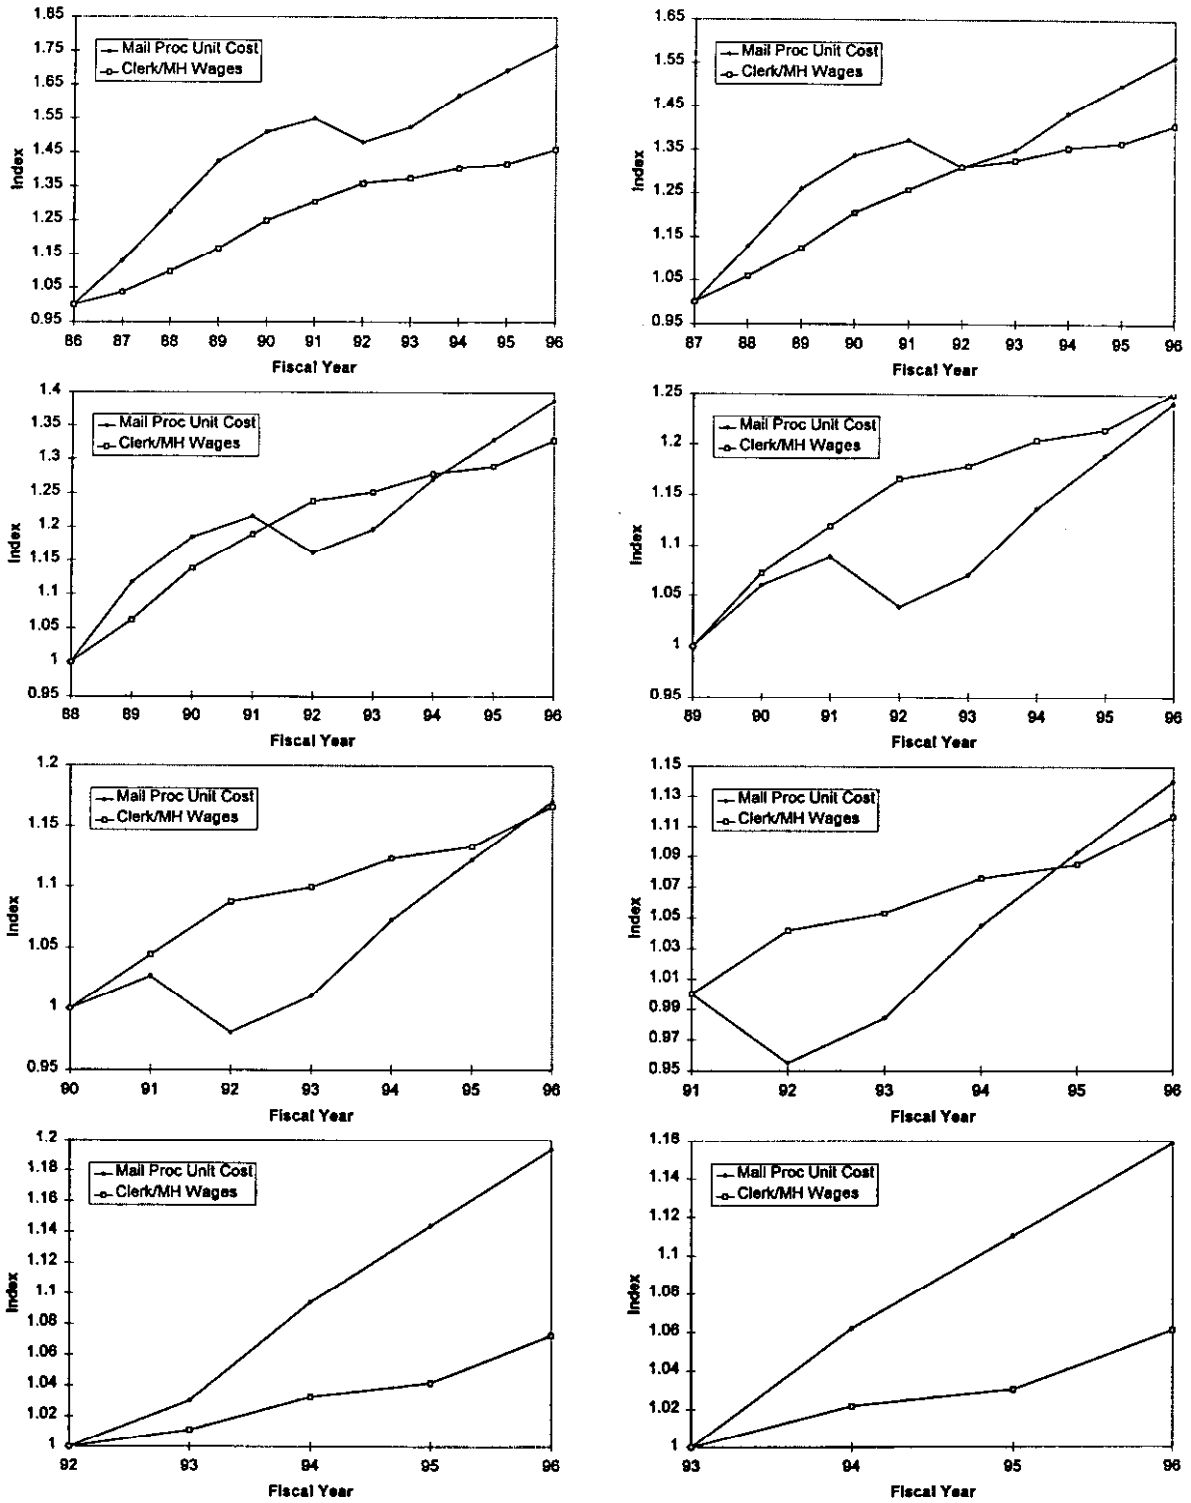 1.85
1.75
1.65
1.55
1.45
1.35
1.25
1.15
1.05
0.95
Index
Mail Proc Unit Cost
Clerk/MH Wages
86 87 88 89 90 91 92 93 94 95 96
Fiscal Year
1.65
1.55
1.45
1.35
1.25
1.15
1.05
0.95
Index
Mail Proc Unit Cost
Clerk/MH Wages
87 88 89 90 91 92 93 94 95 96
Fiscal Year
1.4
1.35
1.3
1.25
1.2
1.15
1.1
1.05
1
0.95
Index
Mail Proc Unit Cost
Clerk/MH Wages
88 89 90 91 92 93 94 95 96
Fiscal Year
1.25
1.2
1.15
1.1
1.05
1
0.95
Index
Mail Proc Unit Cost
Clerk/MH Wages
89 90 91 92 93 94 95 96
Fiscal Year
1.2
1.15
1.1
1.05
1
0.95
Index
Mail Proc Unit Cost
Clerk/MH Wages
90 91 92 93 94 95 96
Fiscal Year
1.15
1.13
1.11
1.09
1.07
1.05
1.03
1.01
0.99
0.97
0.95
Index
Mail Proc Unit Cost
Clerk/MH Wages
91 92 93 94 95 96
Fiscal Year
1.2
1.18
1.16
1.14
1.12
1.1
1.08
1.06
1.04
1.02
1
Index
Mail Proc Unit Cost
Clerk/MH Wages
92 93 94 95 96
Fiscal Year
1.16
1.14
1.12
1.1
1.08
1.06
1.04
1.02
1
Index
Mail Proc Unit Cost
Clerk/MH Wages
93 94 95 96
Fiscal Year